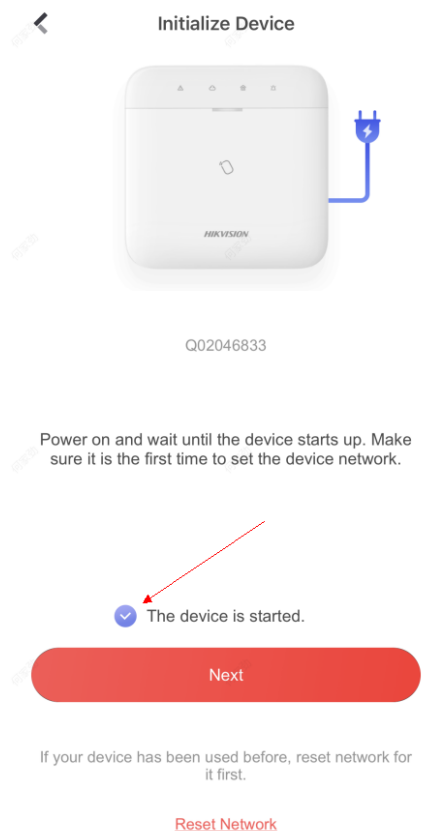 Initialize Device
HIKVISION
Q02046833
Power on and wait until the device starts up. Make
sure it is the first time to set the device network.
The device is started.
Next
If your device has been used before, reset network for
it first.
Reset Network